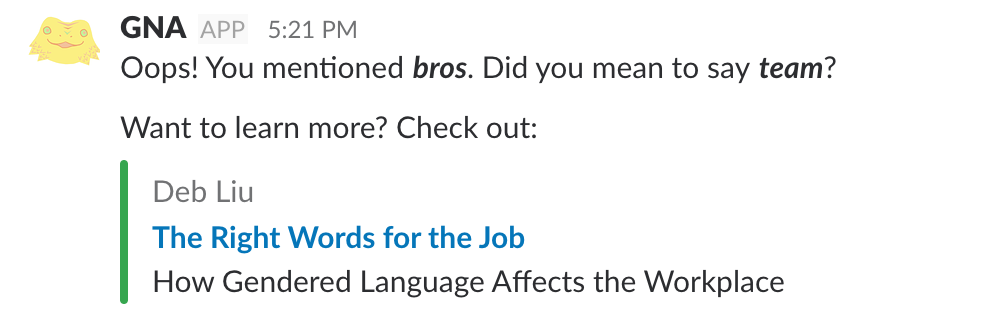 GNA APP 5:21 PM
Oops! You mentioned bros. Did you mean to say team?
Want to learn more? Check out:
Deb Liu
The Right Words for the Job
How Gendered Language Affects the Workplace